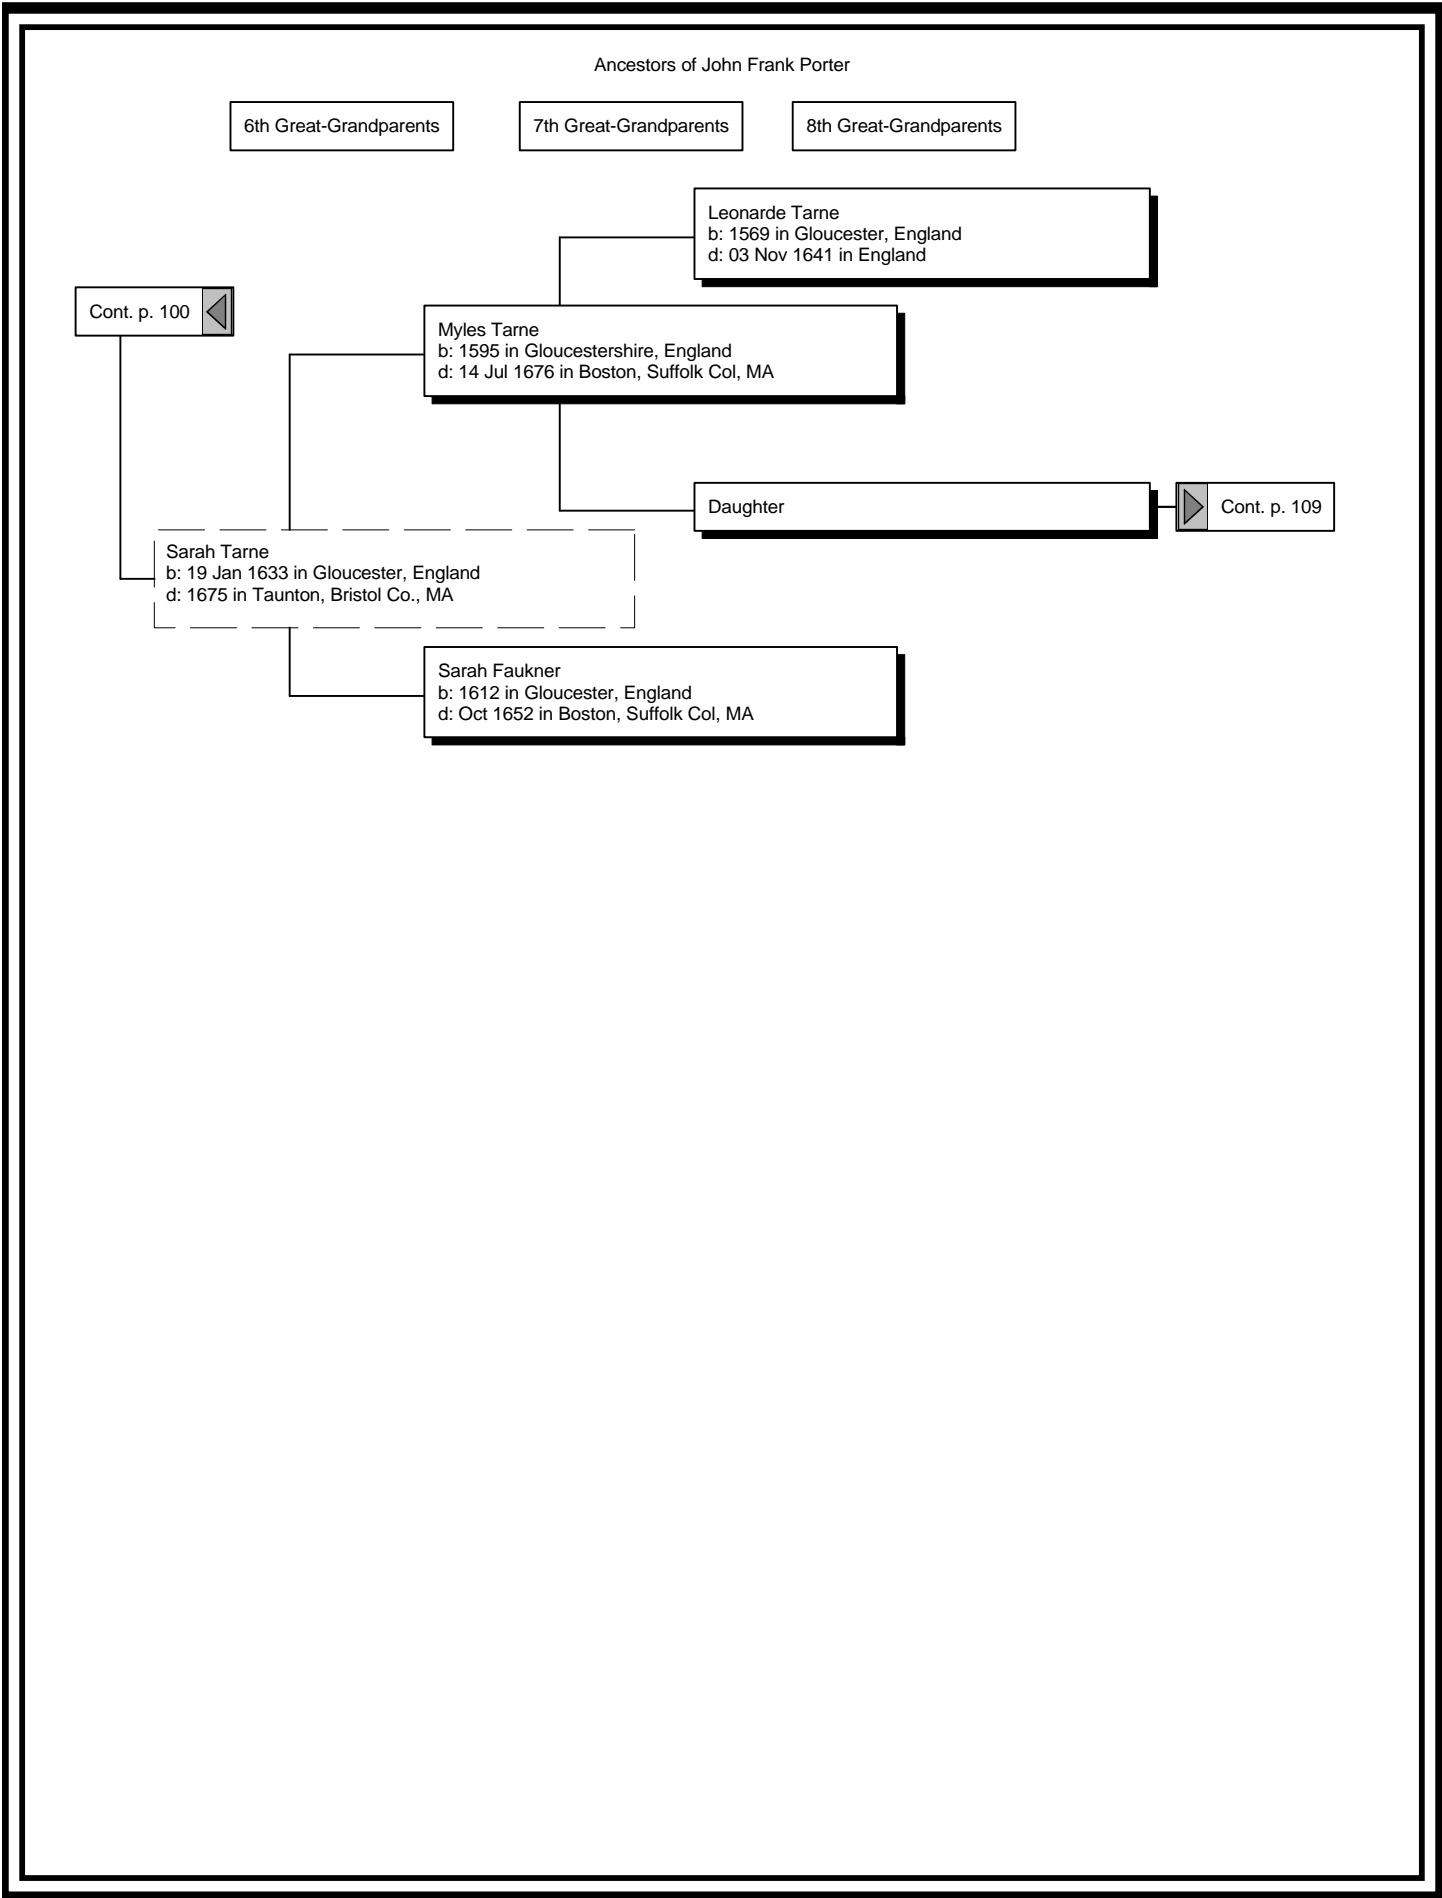 Ancestors of John Frank Porter
6th Great-Grandparents
7th Great-Grandparents
8th Great-Grandparents
Leonarde Tarne
b: 1569 in Gloucester, England
d: 03 Nov 1641 in England
Cont. p. 100
Myles Tarne
b: 1595 in Gloucestershire, England
d: 14 Jul 1676 in Boston, Suffolk Col, MA
Daughter
Cont. p. 109
Sarah Tarne
b: 19 Jan 1633 in Gloucester, England
d: 1675 in Taunton, Bristol Co., MA
Sarah Faukner
b: 1612 in Gloucester, England
d: Oct 1652 in Boston, Suffolk Col, MA